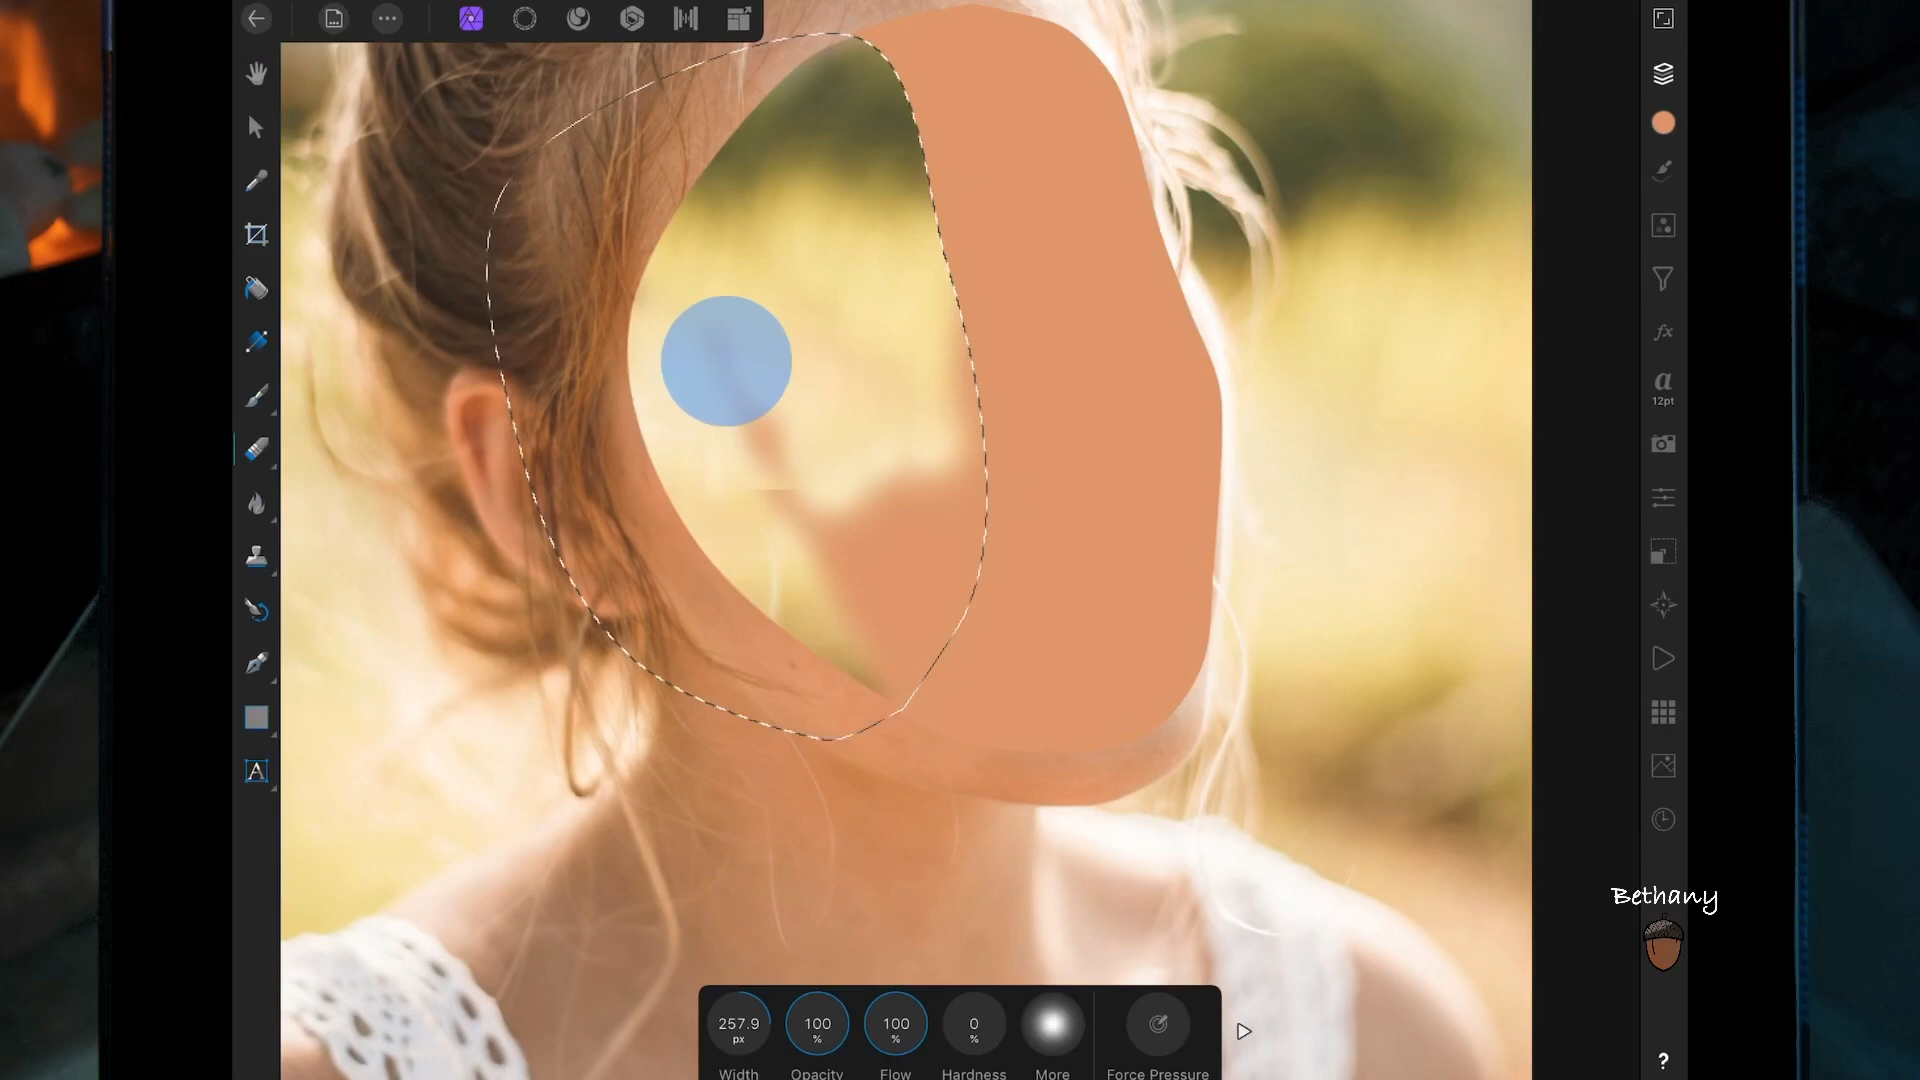 a
12pt
A
Bethany
257.9
px
100
%
100
%
0
%
Width
Opacity
Flow
Hardness
More
Force Pressure
?